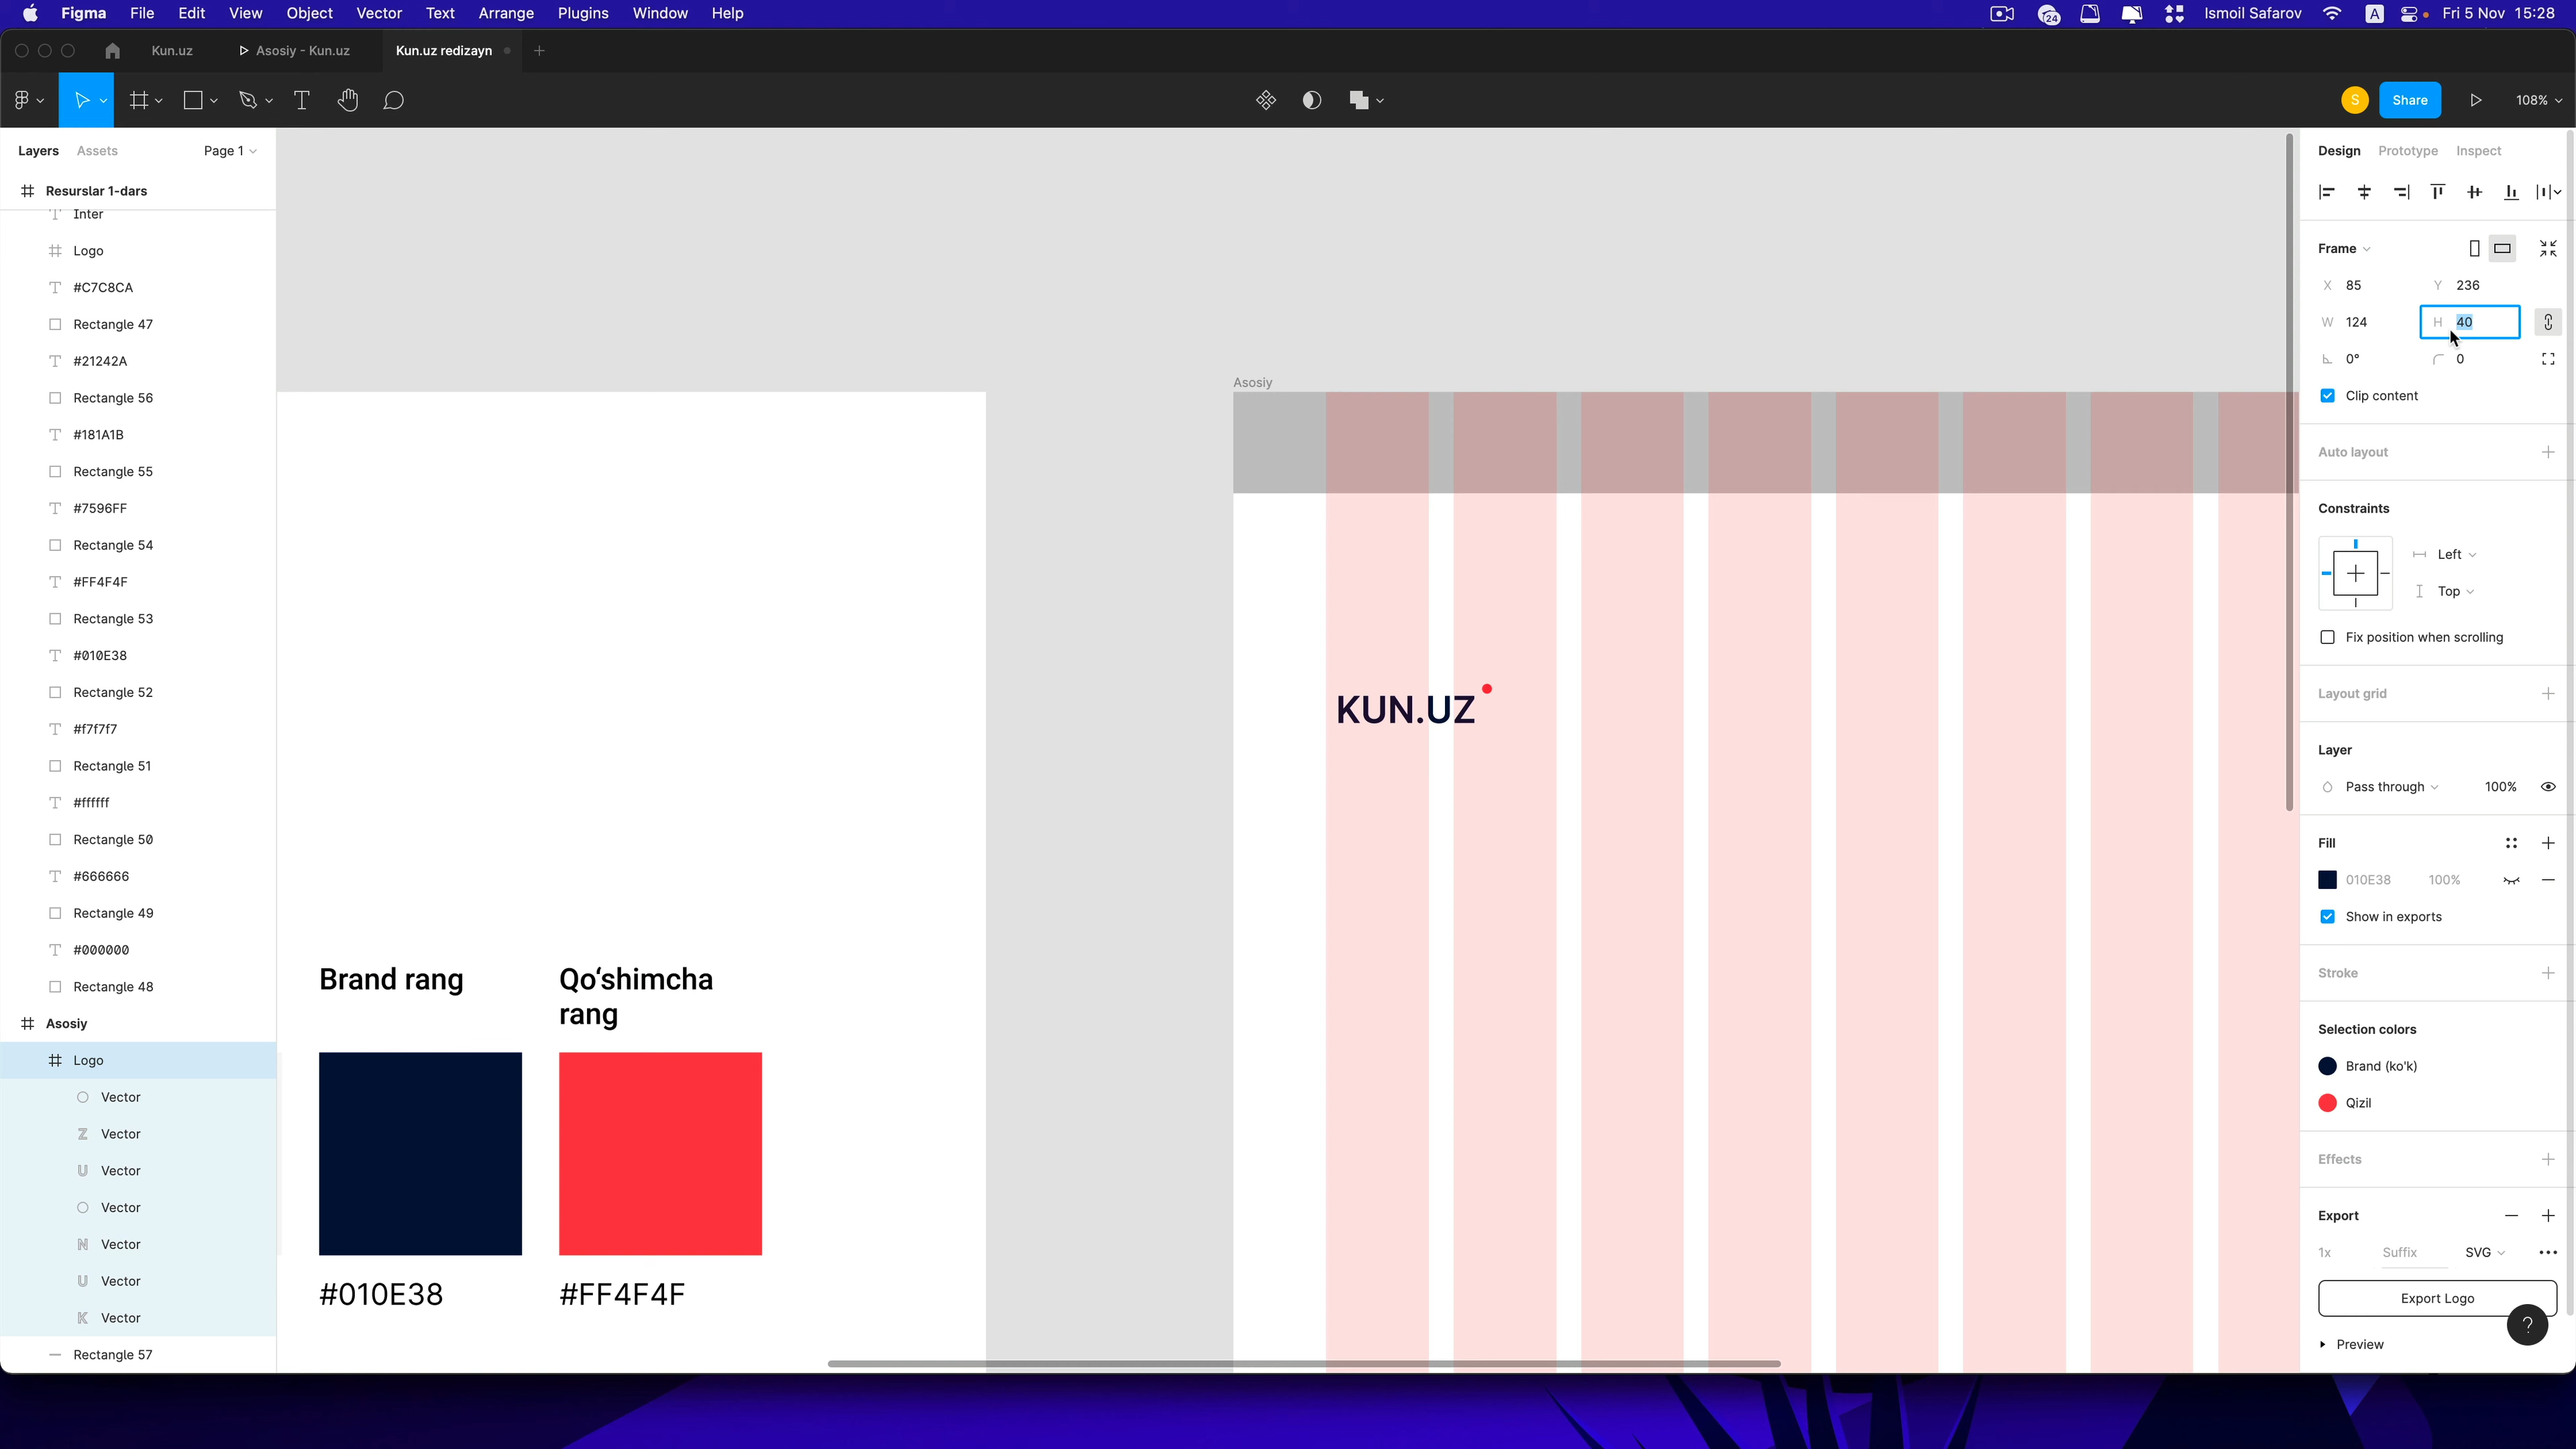 Figma File Edit View Object Vector Text Arrange Plugins Window Help
24 Ismoil Safarov A Fri 5 Nov 15:28
Kun.uz Asosiy - Kun.uz Kun.uz redizayn
S Share 108%
Layers Assets Page 1
Resurslar 1-dars
Inter
Logo
#C7C8CA
Rectangle 47
#21242A
Rectangle 56
#181A1B
Rectangle 55
#7596FF
Rectangle 54
#FF4F4F
Rectangle 53
#010E38
Rectangle 52
#f7f7f7
Rectangle 51
#ffffff
Rectangle 50
#666666
Rectangle 49
#000000
Rectangle 48
Asosiy
Logo
Vector
Vector
Vector
Vector
Vector
Vector
Vector
Rectangle 57
Brand rang
Qo‘shimcha
rang
#010E38
#FF4F4F
Asosiy
KUN.UZ
Design Prototype Inspect
Frame
X 85 Y 236
W 124 H 40
0° 0
Clip content
Auto layout
Constraints
Left
Top
Fix position when scrolling
Layout grid
Layer
Pass through 100%
Fill
010E38 100%
Show in exports
Stroke
Selection colors
Brand (ko'k)
Qizil
Effects
Export
1x Suffix SVG
Export Logo
?
Preview